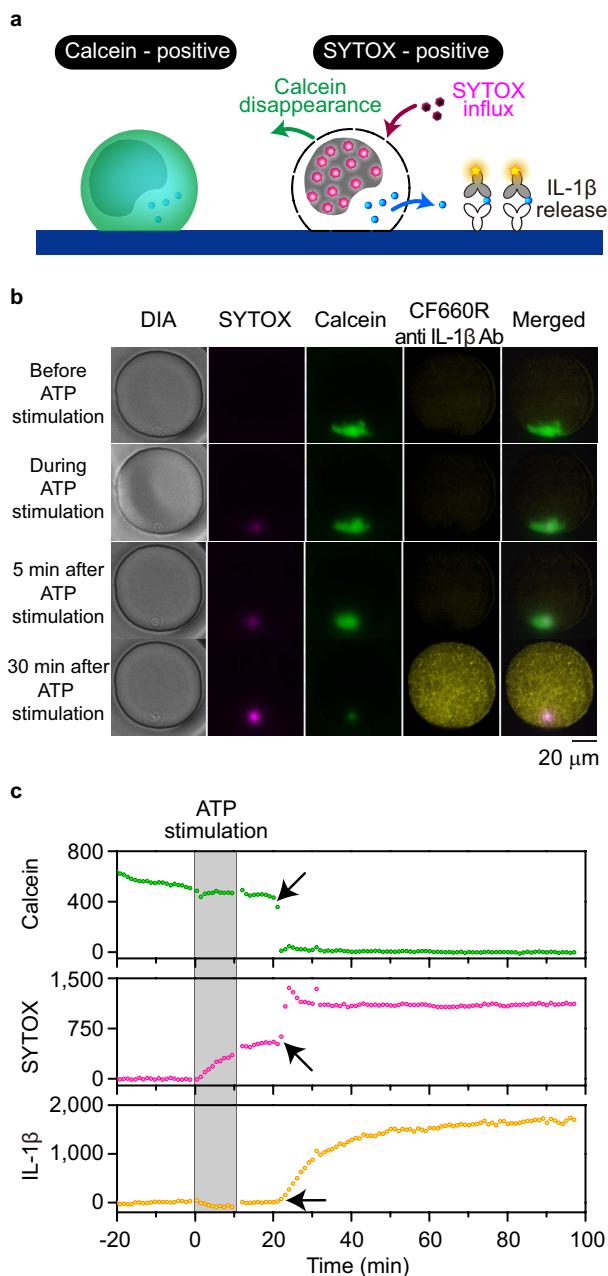 a
Calcein - positive
SYTOX - positive
Calcein
disappearance
SYTOX
influx
IL-1β
release
b
DIA
SYTOX
Calcein
CF660R
anti IL-1β Ab
Merged
Before
ATP
stimulation
During
ATP
stimulation
5 min after
ATP
stimulation
30 min after
ATP
stimulation
20 μm
c
ATP
stimulation
800
400
0
Calcein
1,500
750
0
SYTOX
2,000
1,000
0
IL-1β
-20 0 20 40 60 80 100
Time (min)